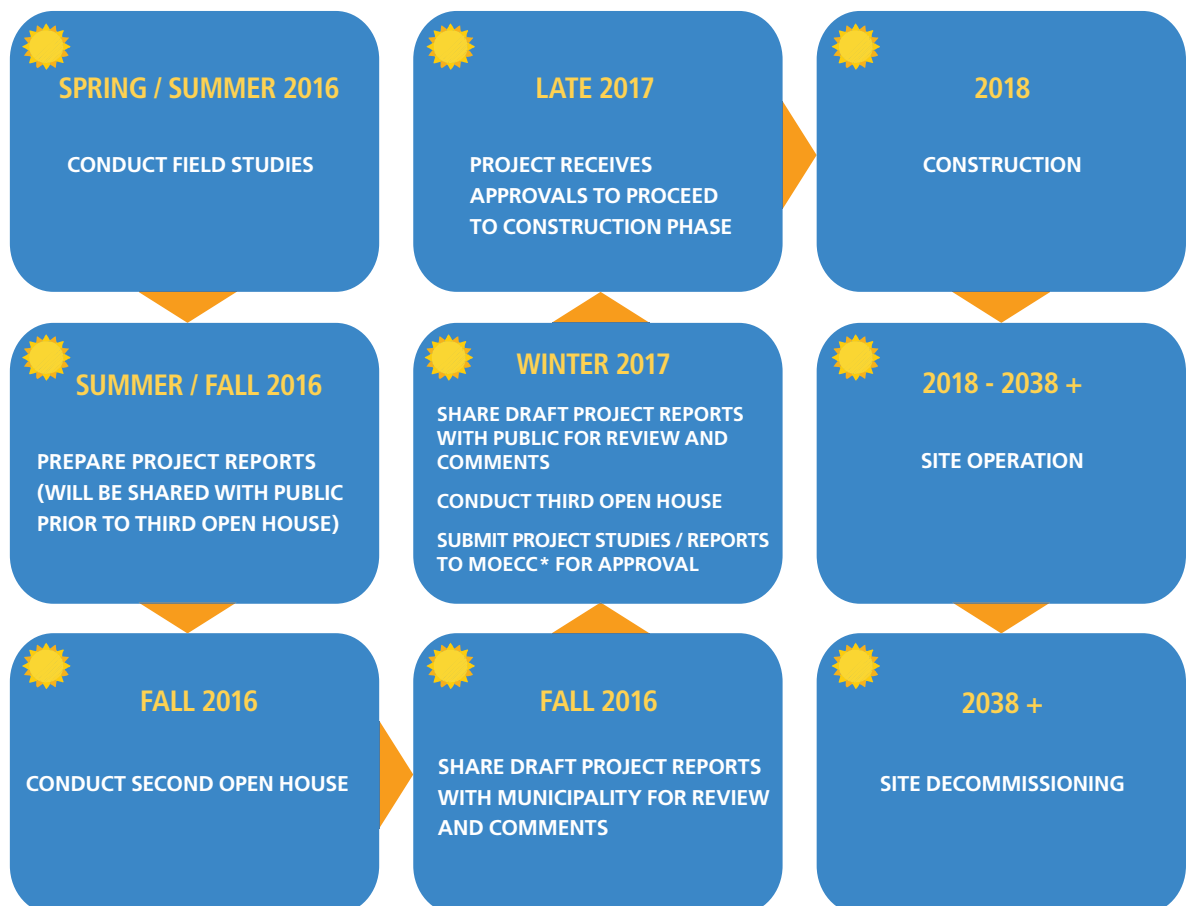 SPRING / SUMMER 2016
CONDUCT FIELD STUDIES
SUMMER / FALL 2016
PREPARE PROJECT REPORTS
(WILL BE SHARED WITH PUBLIC
PRIOR TO THIRD OPEN HOUSE)
FALL 2016
CONDUCT SECOND OPEN HOUSE
FALL 2016
SHARE DRAFT PROJECT REPORTS
WITH MUNICIPALITY FOR REVIEW
AND COMMENTS
WINTER 2017
SHARE DRAFT PROJECT REPORTS
WITH PUBLIC FOR REVIEW AND
COMMENTS
CONDUCT THIRD OPEN HOUSE
SUBMIT PROJECT STUDIES / REPORTS
TO MOECC* FOR APPROVAL
LATE 2017
PROJECT RECEIVES
APPROVALS TO PROCEED
TO CONSTRUCTION PHASE
2018
CONSTRUCTION
2018 - 2038 +
SITE OPERATION
2038 +
SITE DECOMMISSIONING